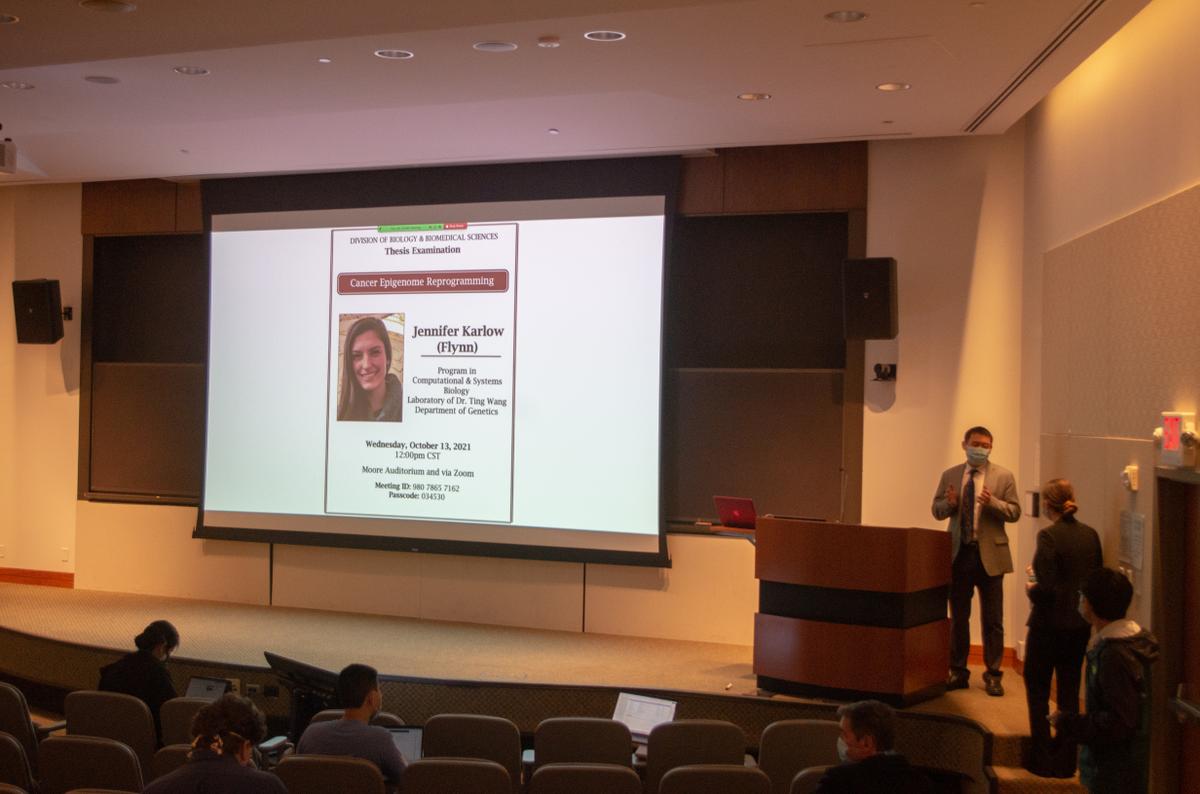 DIVISION OF BIOLOGY & BIOMEDICAL SCIENCES
Thesis Examination
Cancer Epigenome Reprogramming
Jennifer Karlow
(Flynn)
Program in
Computational & Systems
Biology
Laboratory of Dr. Ting Wang
Department of Genetics
Wednesday, October 13, 2021
12:00pm CST
Moore Auditorium and via Zoom
Meeting ID: 980 7865 7162
Passcode: 034530